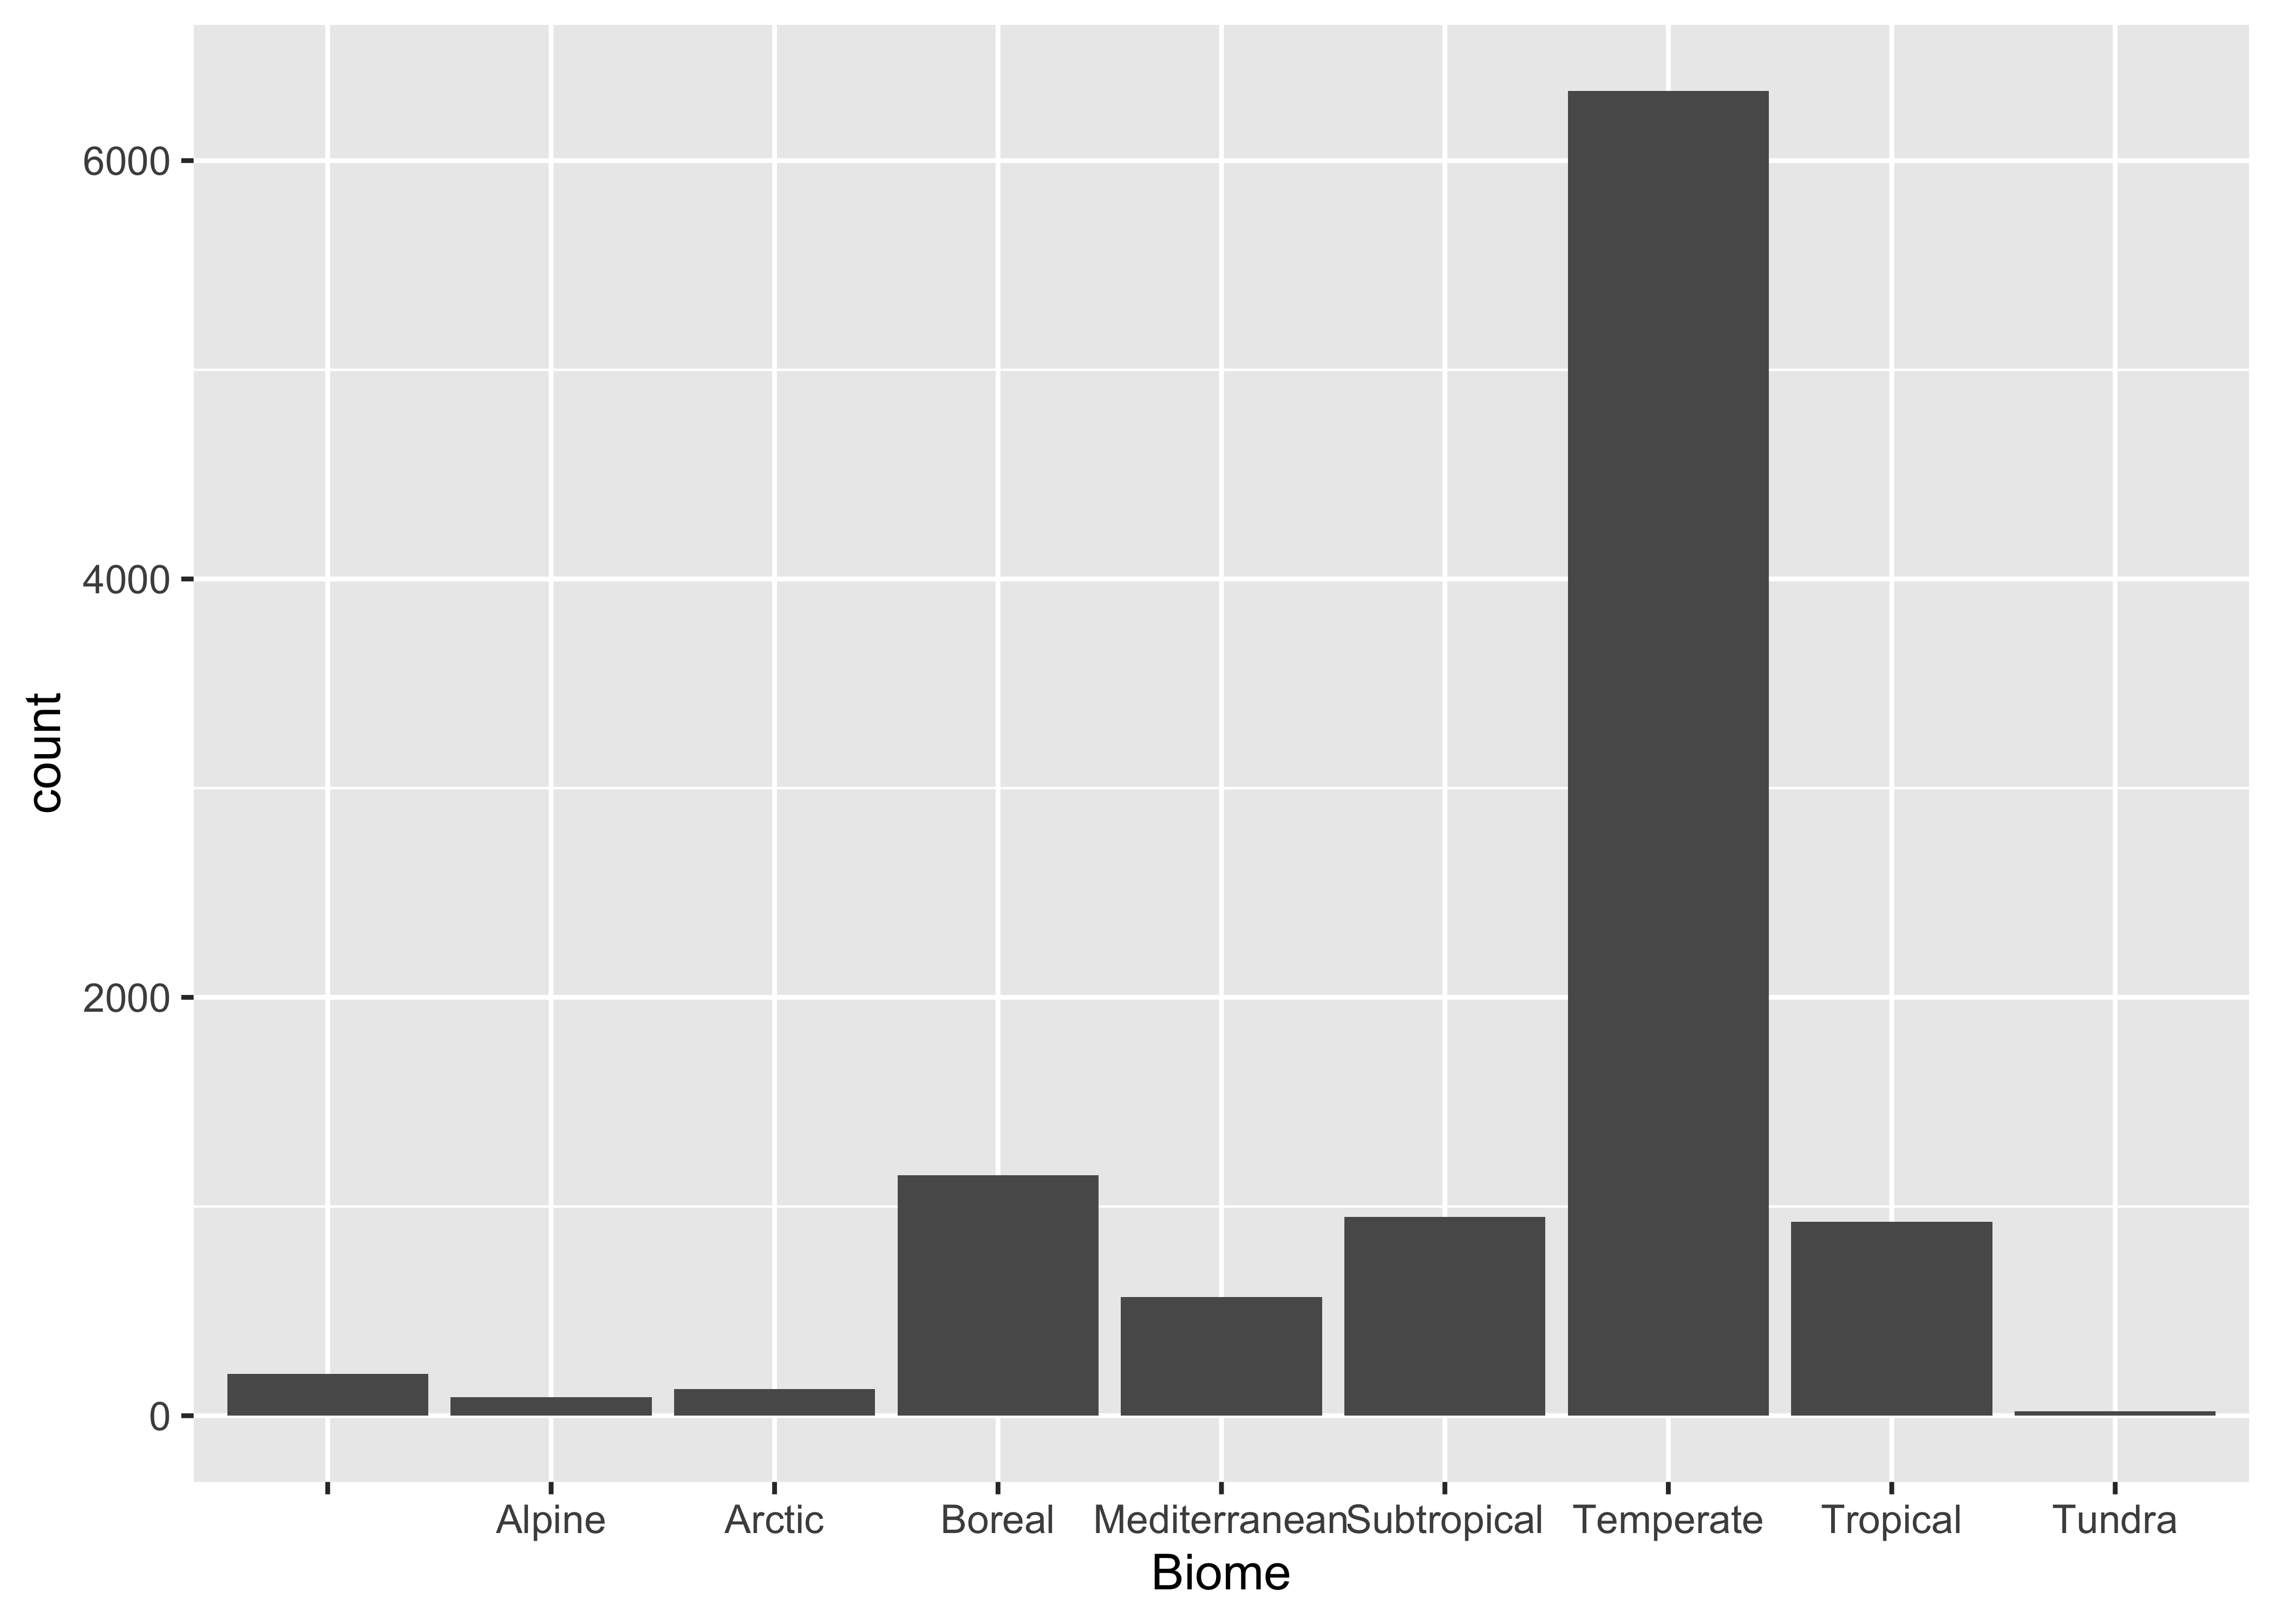 count
6000
4000
2000
0
Alpine Arctic Boreal Mediterranean Subtropical Temperate Tropical Tundra
Biome